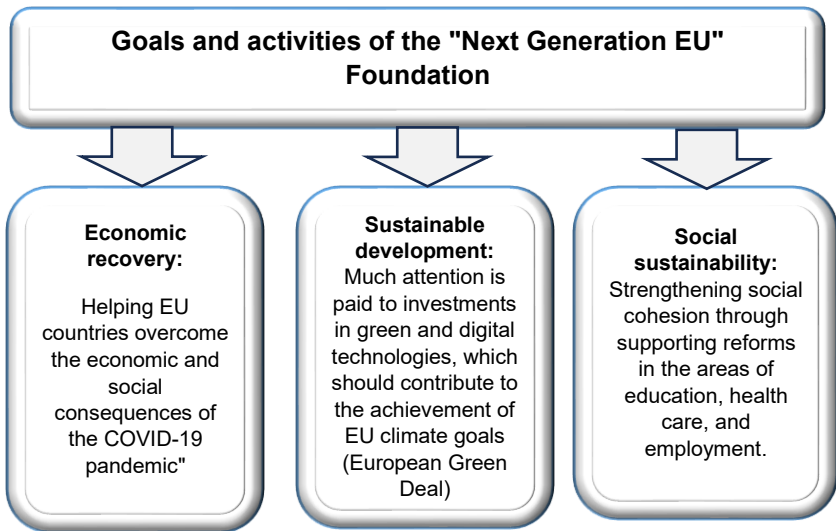 Goals and activities of the "Next Generation EU"
Foundation
Economic
recovery:
Helping EU
countries overcome
the economic and
social
consequences of
the COVID-19
pandemic"
Sustainable
development:
Much attention is
paid to investments
in green and digital
technologies, which
should contribute to
the achievement of
EU climate goals
(European Green
Deal)
Social
sustainability:
Strengthening social
cohesion through
supporting reforms
in the areas of
education, health
care, and
employment.